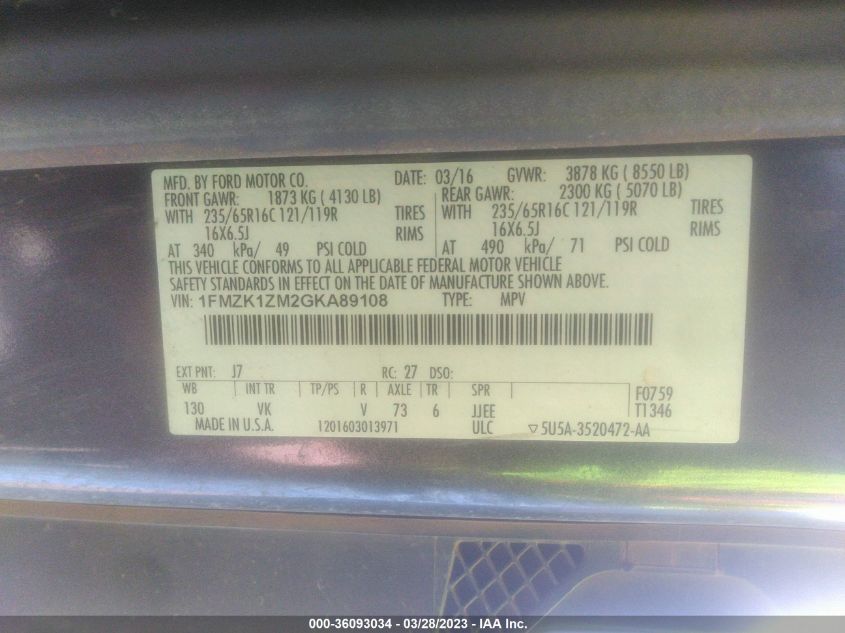 MFD. BY FORD MOTOR CO. DATE: 03/16 GVWR: 3878 KG ( 8550 LB)
FRONT GAWR: 1873 KG ( 4130 LB) REAR GAWR: 2300 KG ( 5070 LB)
WITH 235/65R16C 121/119R TIRES WITH 235/65R16C 121/119R TIRES
16X6.5J RIMS 16X6.5J RIMS
AT 340 kPa/ 49 PSI COLD AT 490 kPa/ 71 PSI COLD
THIS VEHICLE CONFORMS TO ALL APPLICABLE FEDERAL MOTOR VEHICLE
SAFETY STANDARDS IN EFFECT ON THE DATE OF MANUFACTURE SHOWN ABOVE.
VIN: 1FMZK1ZM2GKA89108 TYPE: MPV
EXT PNT: J7 RC: 27 DSO:
WB INT TR TP/PS R AXLE TR SPR F0759
130 VK V 73 6 JJEE T1346
MADE IN U.S.A. 1201603013971 ULC ▽5U5A-3520472-AA
000-36093034 — 03/28/2023 — IAA Inc.